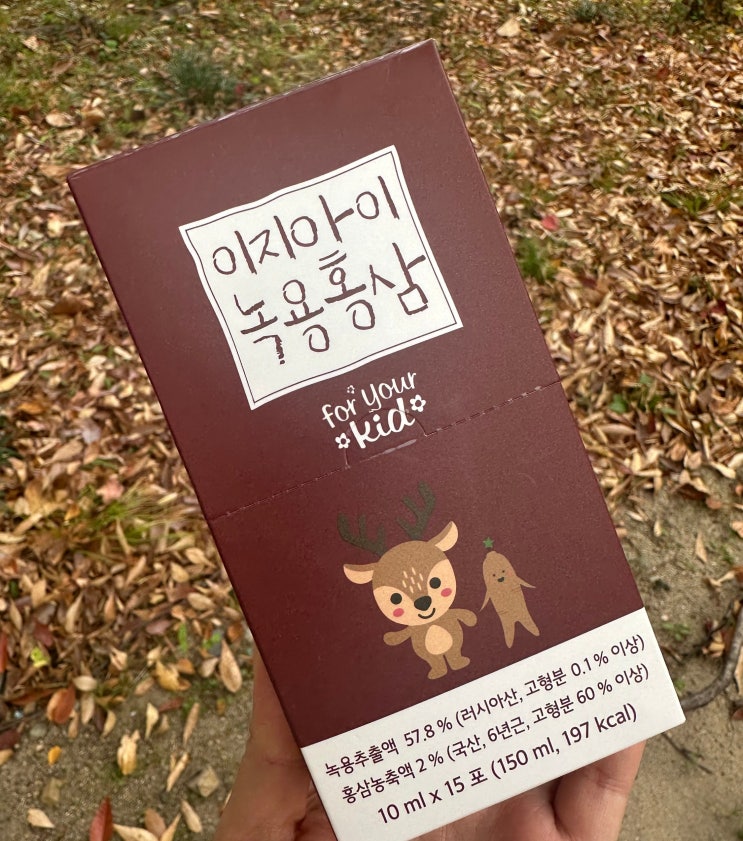 이지아이
녹용홍삼
for your
kid
녹용추출액 57.8 % (러시아산, 고형분 0.1 % 이상)
홍삼농축액 2 % (국산, 6년근, 고형분 60 % 이상)
10 ml x 15 포 (150 ml, 197 kcal)